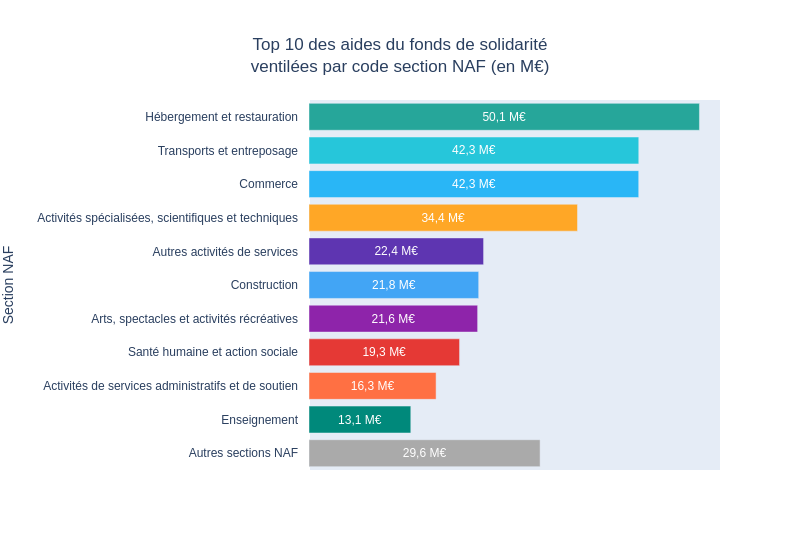 Top 10 des aides du fonds de solidarité
ventilées par code section NAF (en M€)
Section NAF
Hébergement et restauration 50,1 M€
Transports et entreposage 42,3 M€
Commerce 42,3 M€
Activités spécialisées, scientifiques et techniques 34,4 M€
Autres activités de services 22,4 M€
Construction 21,8 M€
Arts, spectacles et activités récréatives 21,6 M€
Santé humaine et action sociale 19,3 M€
Activités de services administratifs et de soutien 16,3 M€
Enseignement 13,1 M€
Autres sections NAF 29,6 M€